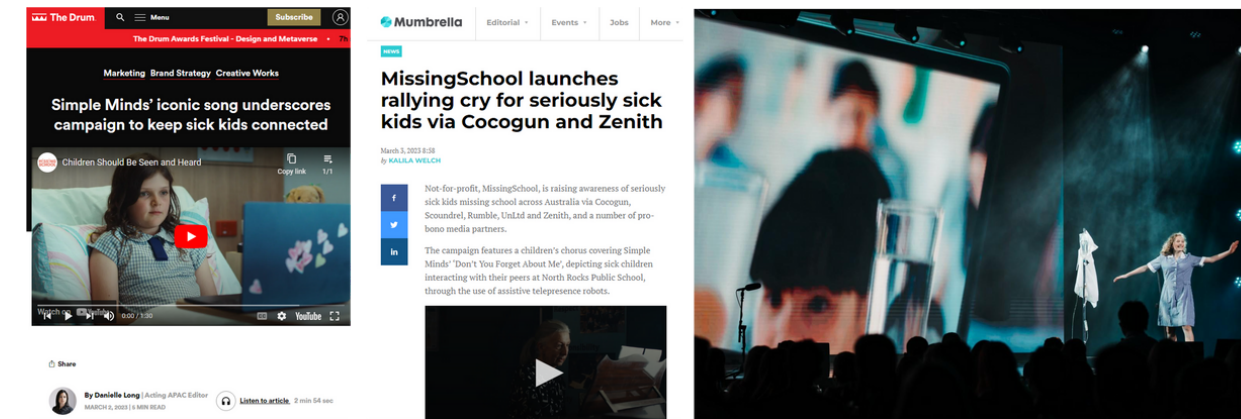 The Drum.
Menu
Subscribe
The Drum Awards Festival - Design and Metaverse • 7h
Marketing Brand Strategy Creative Works
Simple Minds' iconic song underscores
campaign to keep sick kids connected
Children Should Be Seen and Heard
Copy link
1/1
Watch on YouTube
0:00 / 1:30
YouTube
Share
By Danielle Long | Acting APAC Editor
MARCH 2, 2023 | 5 MIN READ
Listen to article 2 min 54 sec
Mumbrella
Editorial
Events
Jobs
More
NEWS
MissingSchool launches
rallying cry for seriously sick
kids via Cocogun and Zenith
March 3, 2023 8:58
by KALILA WELCH
Not-for-profit, MissingSchool, is raising awareness of seriously
sick kids missing school across Australia via Cocogun,
Scoundrel, Rumble, UnLtd and Zenith, and a number of pro-
bono media partners.
The campaign features a children's chorus covering Simple
Minds' 'Don't You Forget About Me', depicting sick children
interacting with their peers at North Rocks Public School,
through the use of assistive telepresence robots.